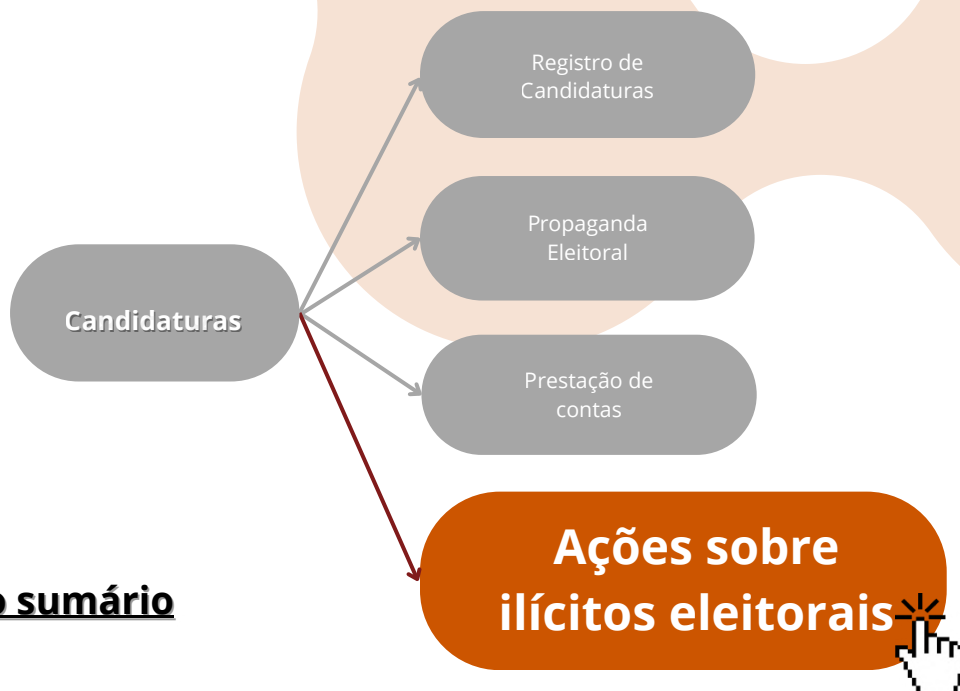 Registro de
Candidaturas
Propaganda
Eleitoral
Candidaturas
Prestação de
contas
Ações sobre
ilícitos eleitorais
sumário